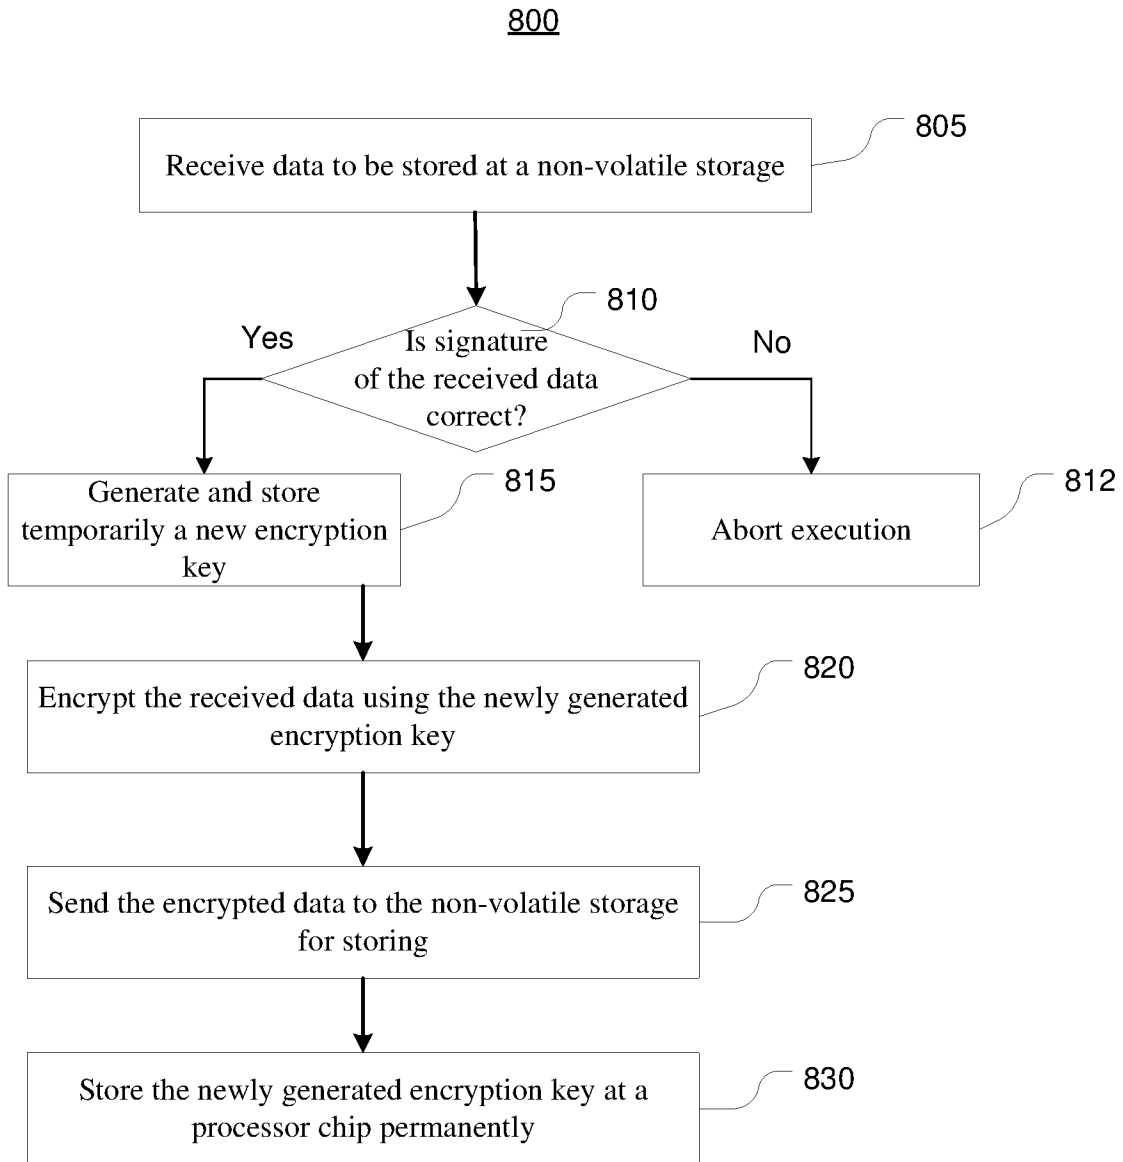 800
805
Receive data to be stored at a non-volatile storage
810
Yes
No
Is signature
of the received data
correct?
815
812
Generate and store
temporarily a new encryption
key
Abort execution
820
Encrypt the received data using the newly generated
encryption key
825
Send the encrypted data to the non-volatile storage
for storing
830
Store the newly generated encryption key at a
processor chip permanently